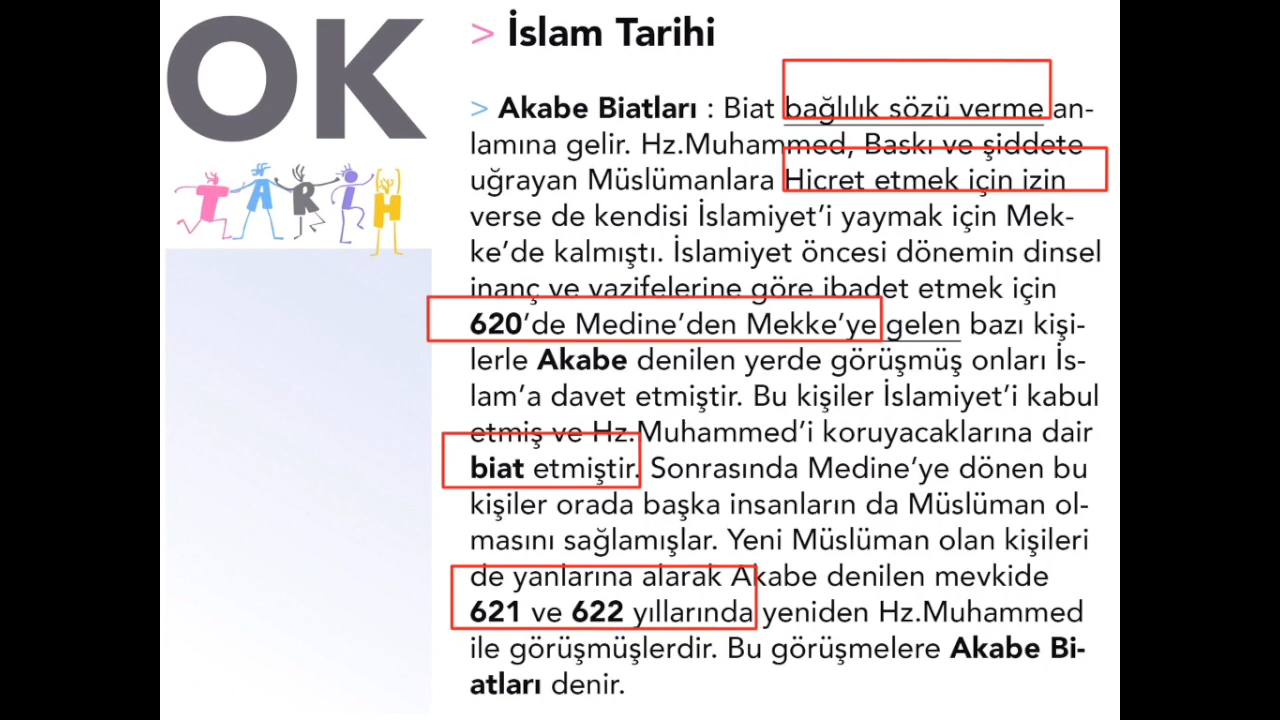 OK
TARİH
> İslam Tarihi
> Akabe Biatları : Biat bağlılık sözü verme an-
lamına gelir. Hz.Muhammed, Baskı ve şiddete
uğrayan Müslümanlara Hicret etmek için izin
verse de kendisi İslamiyet’i yaymak için Mek-
ke’de kalmıştı. İslamiyet öncesi dönemin dinsel
inanç ve vazifelerine göre ibadet etmek için
620’de Medine’den Mekke’ye gelen bazı kişi-
lerle Akabe denilen yerde görüşmüş onları İs-
lam’a davet etmiştir. Bu kişiler İslamiyet’i kabul
etmiş ve Hz.Muhammed’i koruyacaklarına dair
biat etmiştir. Sonrasında Medine’ye dönen bu
kişiler orada başka insanların da Müslüman ol-
masını sağlamışlar. Yeni Müslüman olan kişileri
de yanlarına alarak Akabe denilen mevkide
621 ve 622 yıllarında yeniden Hz.Muhammed
ile görüşmüşlerdir. Bu görüşmelere Akabe Bi-
atları denir.